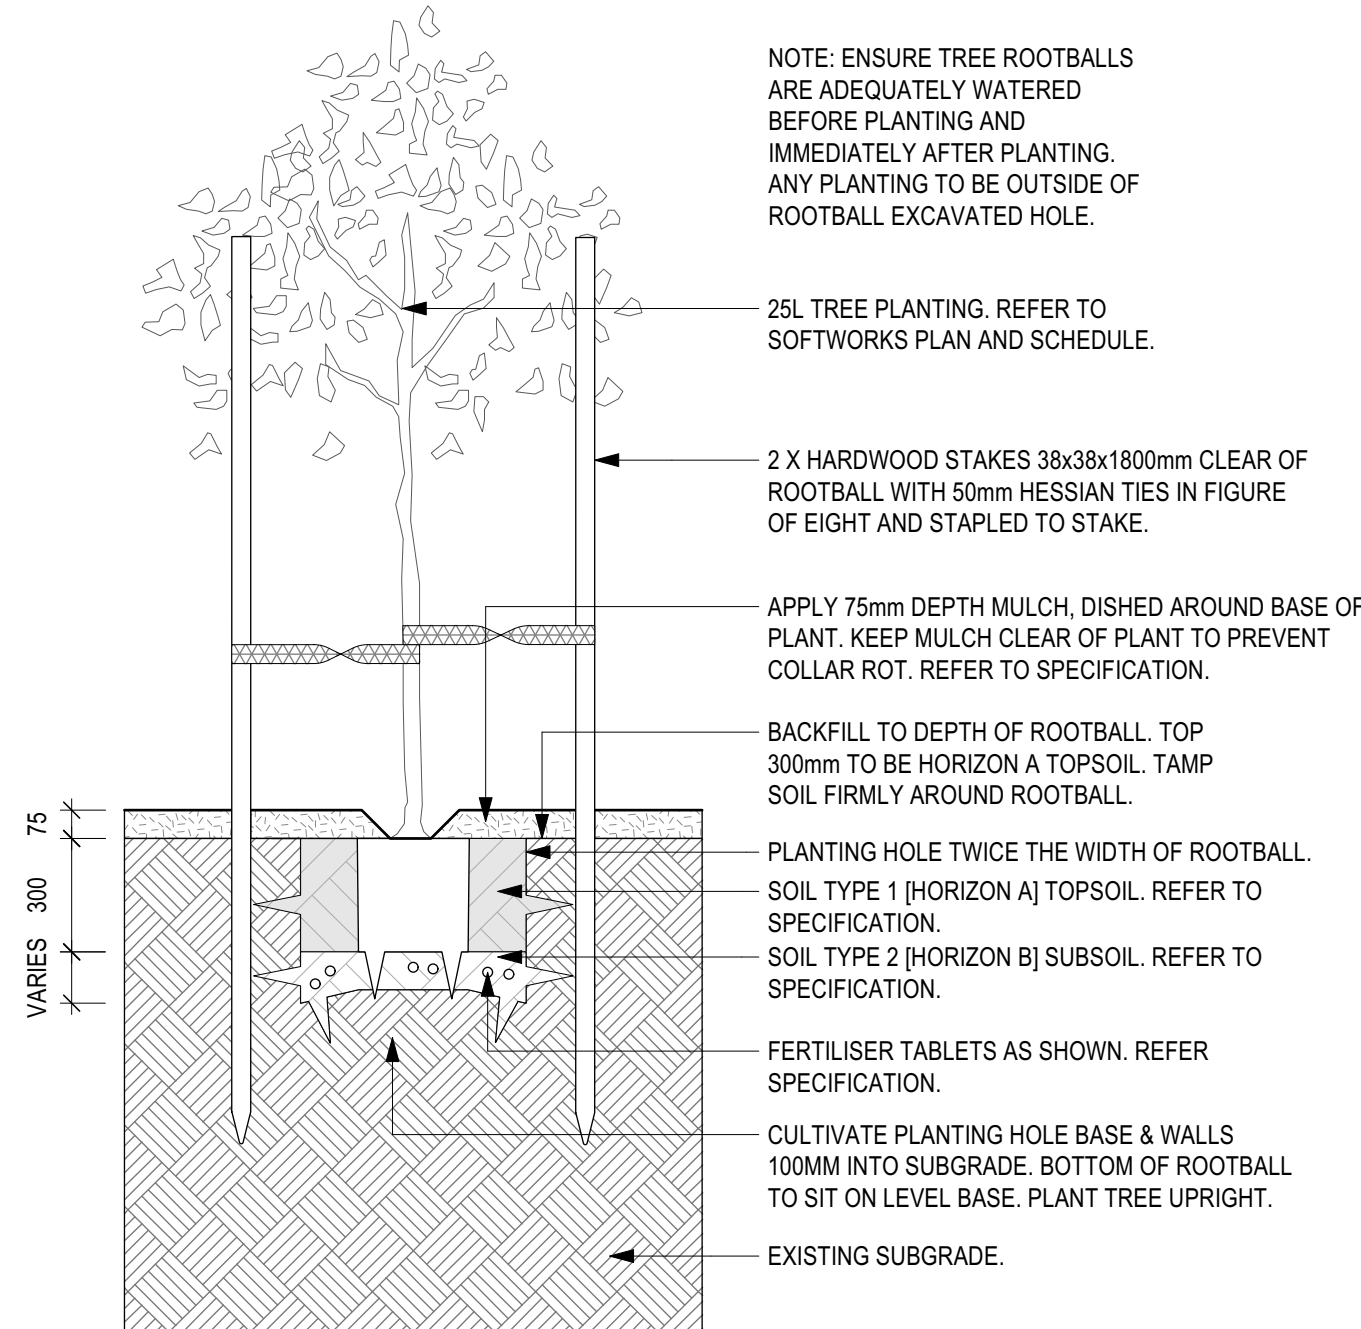 NOTE: ENSURE TREE ROOTBALLS
ARE ADEQUATELY WATERED
BEFORE PLANTING AND
IMMEDIATELY AFTER PLANTING.
ANY PLANTING TO BE OUTSIDE OF
ROOTBALL EXCAVATED HOLE.
25L TREE PLANTING. REFER TO
SOFTWORKS PLAN AND SCHEDULE.
2 X HARDWOOD STAKES 38x38x1800mm CLEAR OF
ROOTBALL WITH 50mm HESSIAN TIES IN FIGURE
OF EIGHT AND STAPLED TO STAKE.
APPLY 75mm DEPTH MULCH, DISHED AROUND BASE OF
PLANT. KEEP MULCH CLEAR OF PLANT TO PREVENT
COLLAR ROT. REFER TO SPECIFICATION.
BACKFILL TO DEPTH OF ROOTBALL. TOP
300mm TO BE HORIZON A TOPSOIL. TAMP
SOIL FIRMLY AROUND ROOTBALL.
PLANTING HOLE TWICE THE WIDTH OF ROOTBALL.
SOIL TYPE 1 [HORIZON A] TOPSOIL. REFER TO
SPECIFICATION.
SOIL TYPE 2 [HORIZON B] SUBSOIL. REFER TO
SPECIFICATION.
FERTILISER TABLETS AS SHOWN. REFER
SPECIFICATION.
CULTIVATE PLANTING HOLE BASE & WALLS
100MM INTO SUBGRADE. BOTTOM OF ROOTBALL
TO SIT ON LEVEL BASE. PLANT TREE UPRIGHT.
EXISTING SUBGRADE.
75
300
VARIES